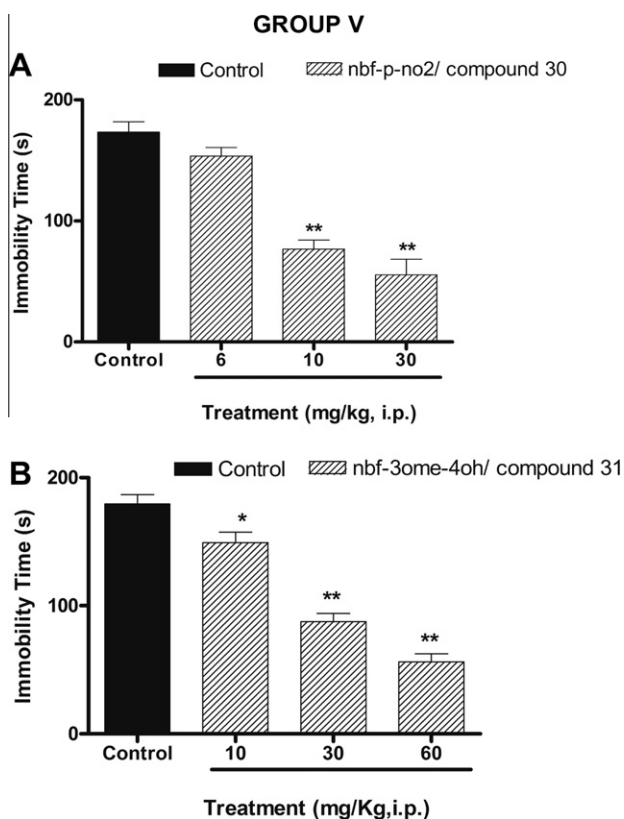 GROUP V
A
Control nbf-p-no2/ compound 30
Immobility Time (s)
200
100
0
** **
Control 6 10 30
Treatment (mg/kg, i.p.)
B
Control nbf-3ome-4oh/ compound 31
Immobility Time (s)
200
100
0
* ** **
Control 10 30 60
Treatment (mg/Kg,i.p.)